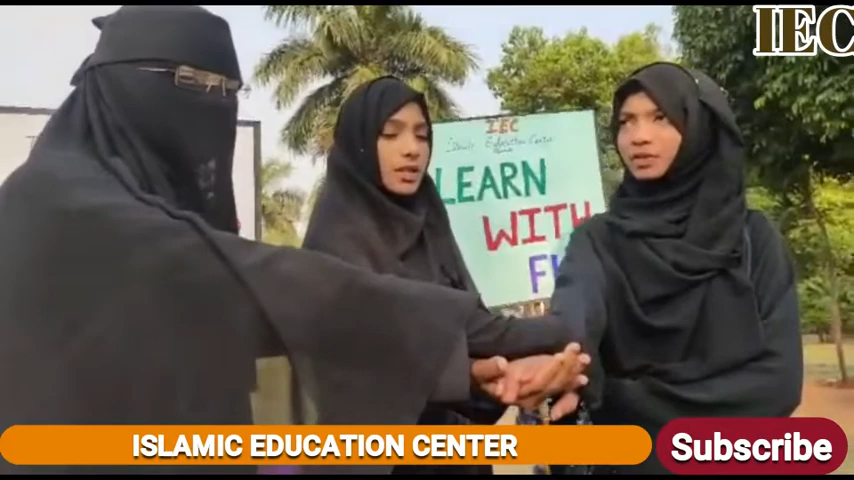 IEC
IEC
LEARN
WITH
ISLAMIC EDUCATION CENTER
Subscribe